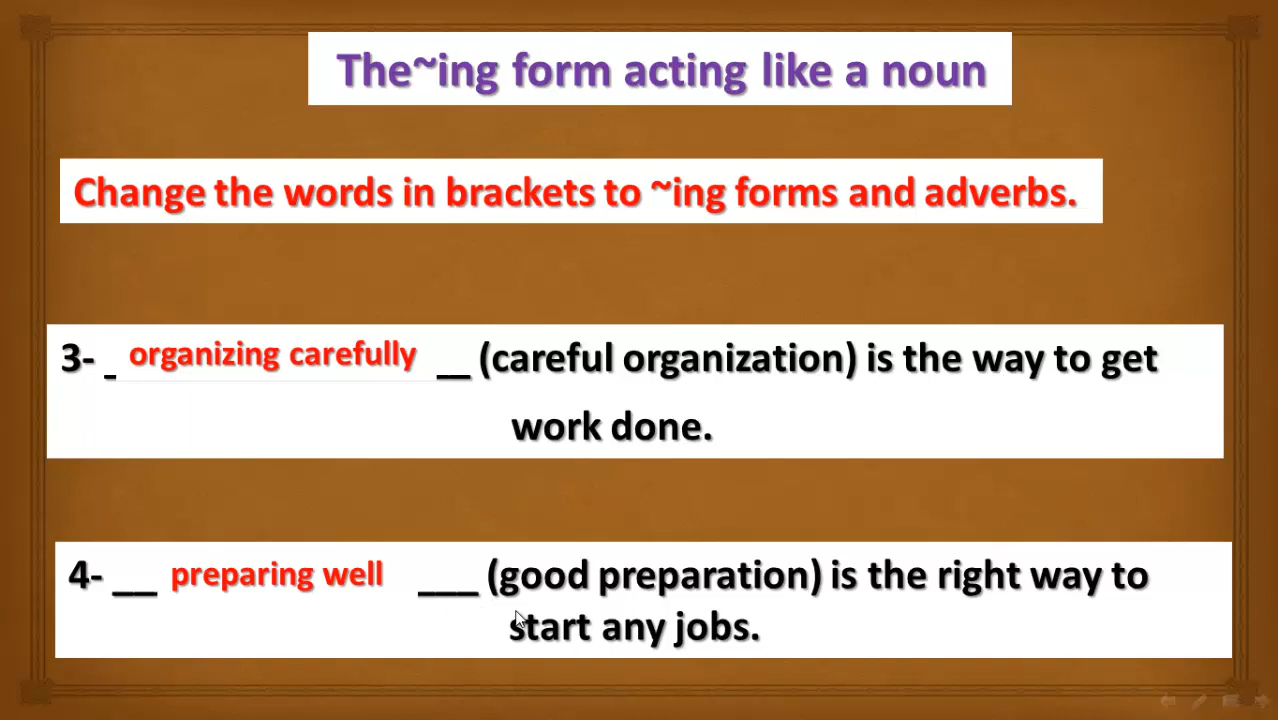 The~ing form acting like a noun
Change the words in brackets to ~ing forms and adverbs.
3- _ organizing carefully __ (careful organization) is the way to get
work done.
4- __ preparing well ___ (good preparation) is the right way to
start any jobs.